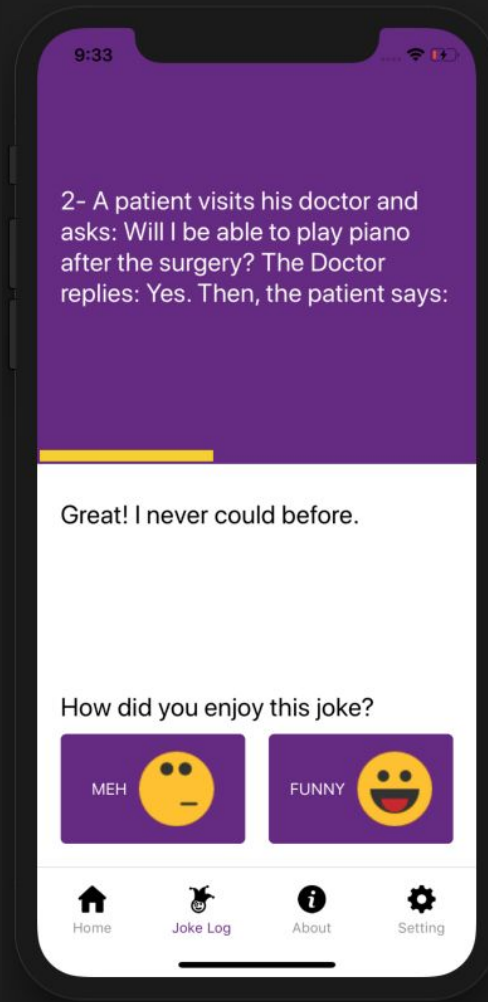 9:33
2- A patient visits his doctor and
asks: Will I be able to play piano
after the surgery? The Doctor
replies: Yes. Then, the patient says:
Great! I never could before.
How did you enjoy this joke?
MEH
FUNNY
Home
Joke Log
About
Setting